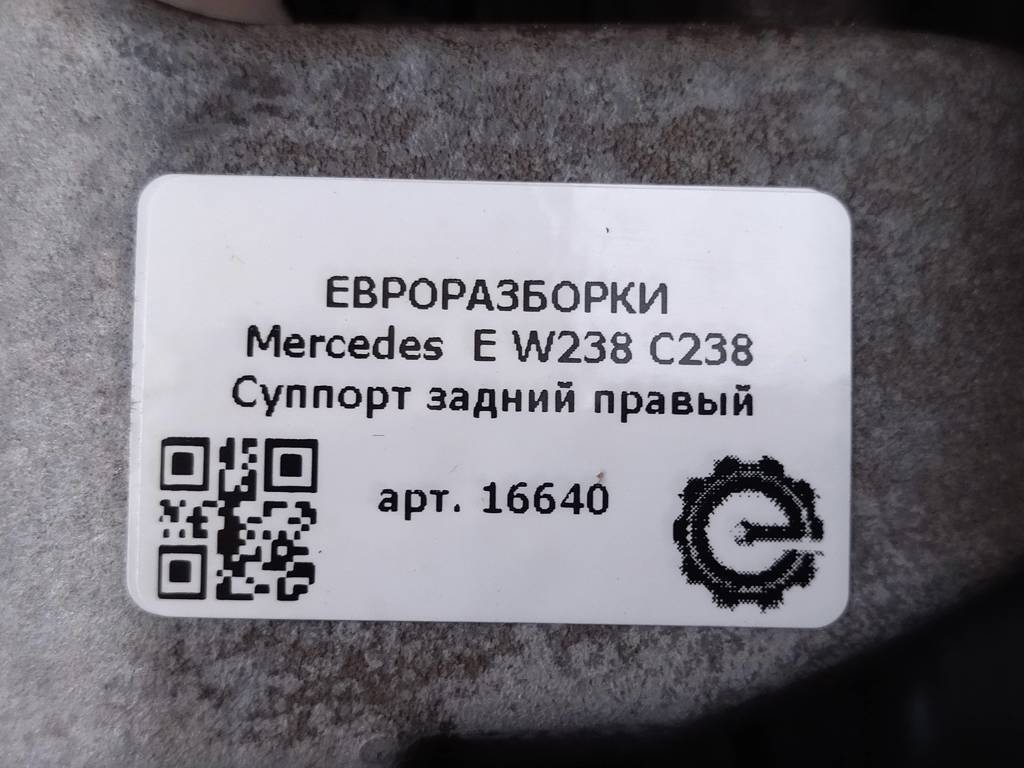 ЕВРОРАЗБОРКИ
Mercedes E W238 C238
Суппорт задний правый
арт. 16640